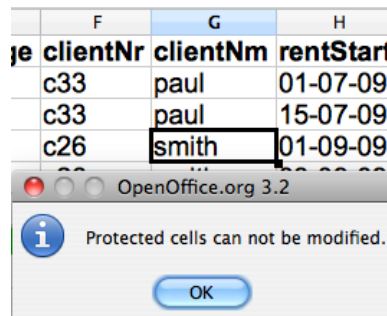 F G H
ge clientNr clientNm rentStart
c33 paul 01-07-09
c33 paul 15-07-09
c26 smith 01-09-09
OpenOffice.org 3.2
Protected cells can not be modified.
OK